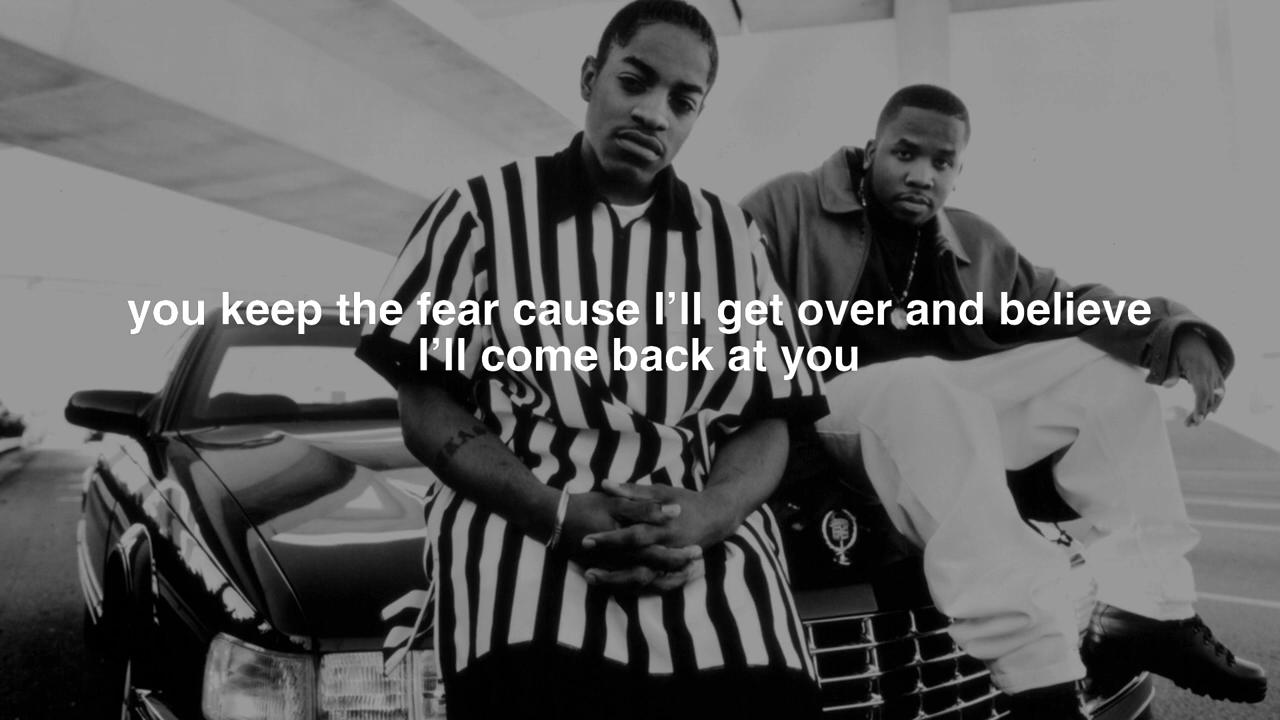 you keep the fear cause I’ll get over and believe
I’ll come back at you